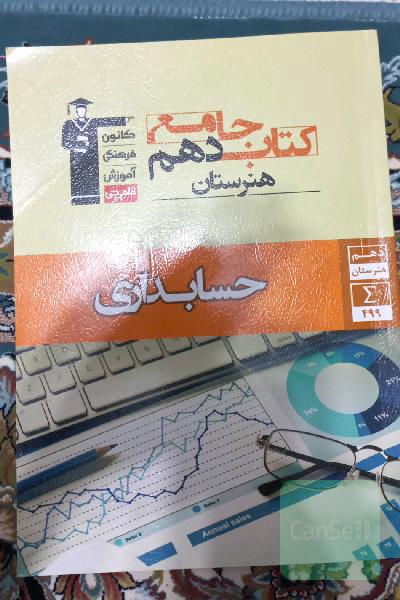 کتاب جامع
دهم
هنرستان
کانون
فرهنگی
آموزش
قلم‌چی
حسابداری
دهم
هنرستان
۴۹۹
Annual sales
CanSell